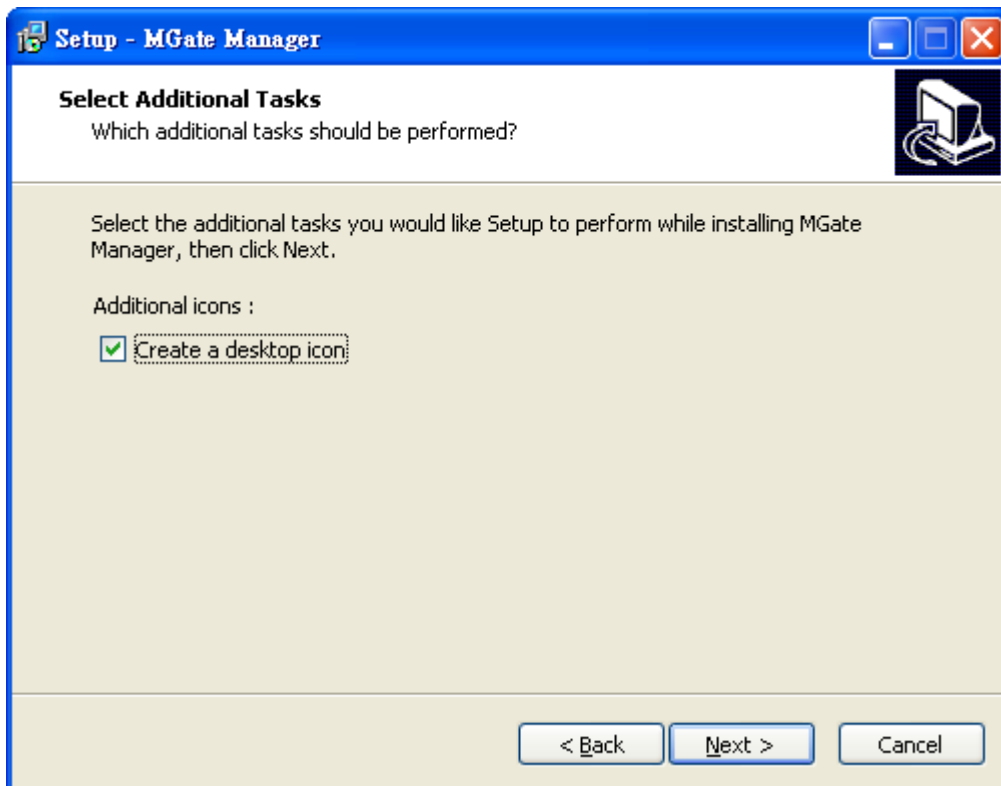 Setup - MGate Manager
Select Additional Tasks
Which additional tasks should be performed?
Select the additional tasks you would like Setup to perform while installing MGate
Manager, then click Next.
Additional icons :
Create a desktop icon
< Back
Next >
Cancel